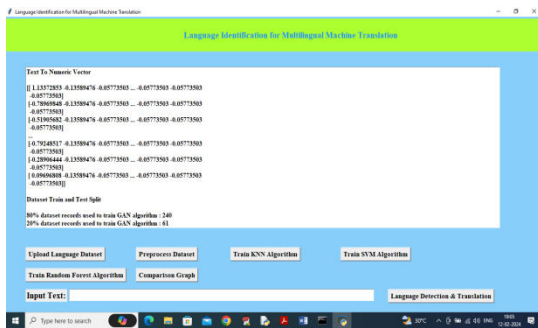 Language Identification for Multilingual Machine Translation
Language Identification for Multilingual Machine Translation
Text To Numeric Vector
[[ 1.13372853 -0.13589476 -0.05773503 ... -0.05773503 -0.05773503
-0.05773503]
[-0.78969848 -0.13589476 -0.05773503 ... -0.05773503 -0.05773503
-0.05773503]
[-0.51905682 -0.13589476 -0.05773503 ... -0.05773503 -0.05773503
-0.05773503]
...
[-0.79248517 -0.13589476 -0.05773503 ... -0.05773503 -0.05773503
-0.05773503]
[-0.28906444 -0.13589476 -0.05773503 ... -0.05773503 -0.05773503
-0.05773503]
[ 0.09696808 -0.13589476 -0.05773503 ... -0.05773503 -0.05773503
-0.05773503]]
Dataset Train and Test Split
80% dataset records used to train GAN algorithm : 240
20% dataset records used to train GAN algorithm : 61
Upload Language Dataset Preprocess Dataset Train KNN Algorithm Train SVM Algorithm
Train Random Forest Algorithm Comparison Graph
Input Text: Language Detection & Translation
Type here to search 30°C ENG 18:05
12-02-2024